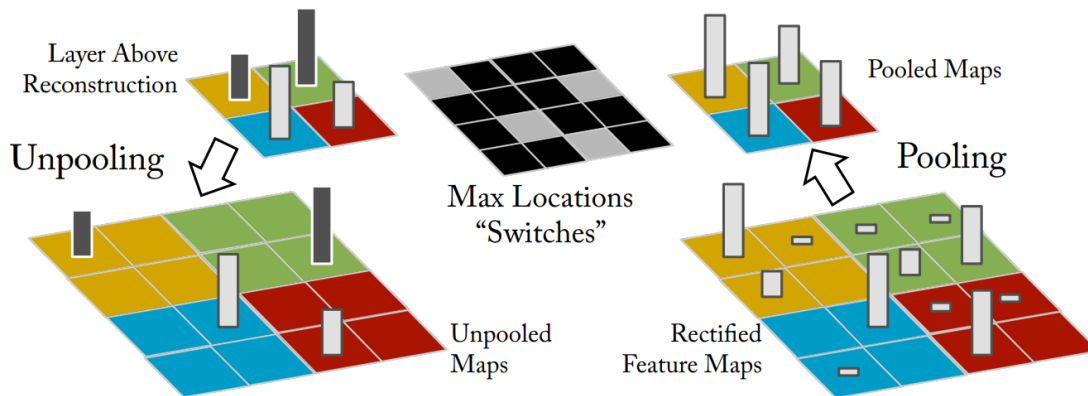 Layer Above
Reconstruction
Pooled Maps
Unpooling
Pooling
Max Locations
“Switches”
Unpooled
Maps
Rectified
Feature Maps